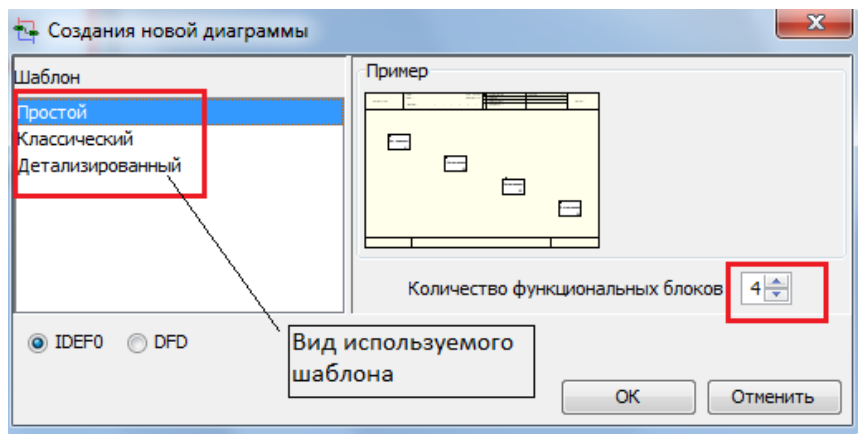 Создания новой диаграммы
Шаблон
Простой
Классический
Детализированный
Пример
Количество функциональных блоков
4
IDEF0
DFD
Вид используемого
шаблона
OK
Отменить